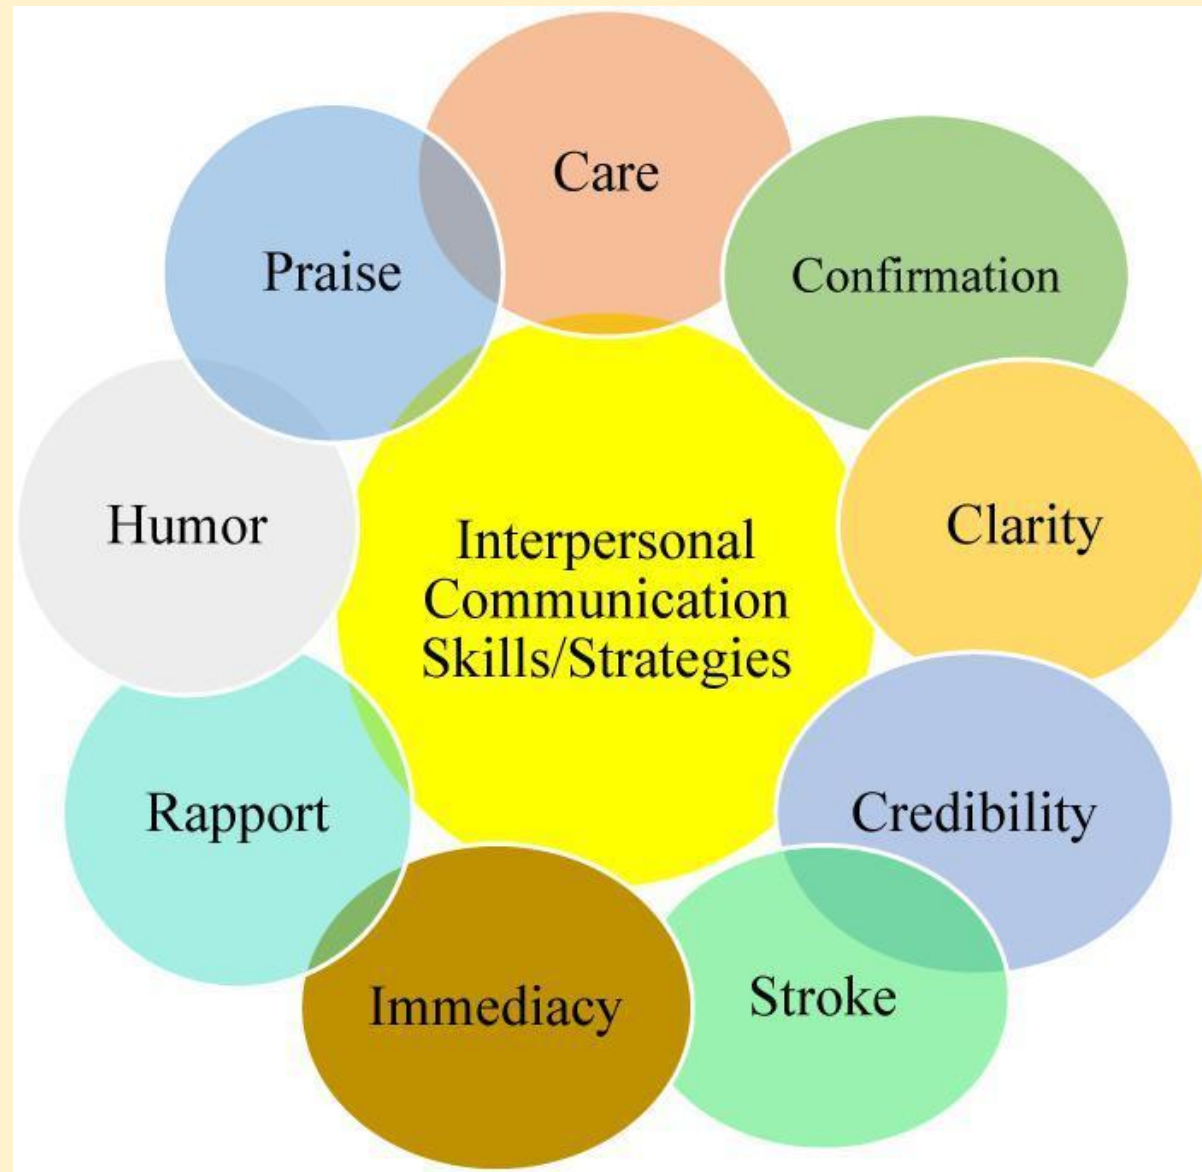 Care
Confirmation
Clarity
Credibility
Stroke
Immediacy
Rapport
Humor
Praise
Interpersonal
Communication
Skills/Strategies